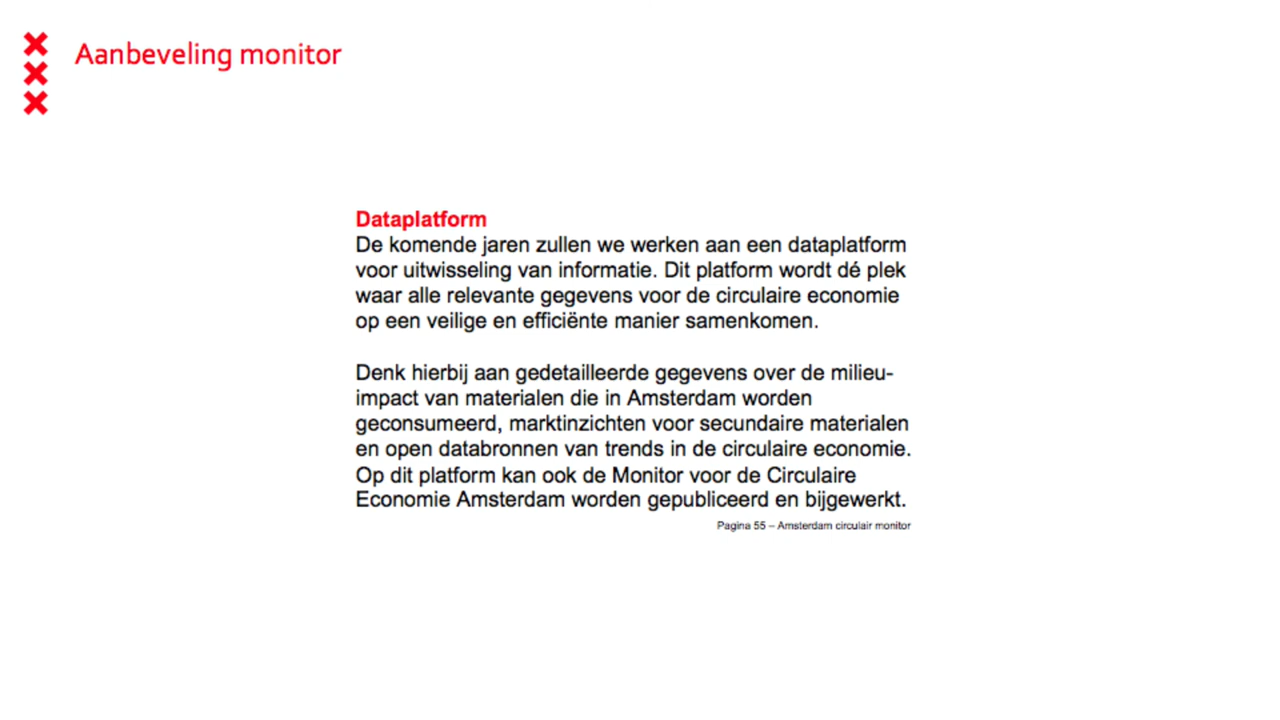 Aanbeveling monitor
Dataplatform
De komende jaren zullen we werken aan een dataplatform
voor uitwisseling van informatie. Dit platform wordt dé plek
waar alle relevante gegevens voor de circulaire economie
op een veilige en efficiënte manier samenkomen.
Denk hierbij aan gedetailleerde gegevens over de milieu-
impact van materialen die in Amsterdam worden
geconsumeerd, marktinzichten voor secundaire materialen
en open databronnen van trends in de circulaire economie.
Op dit platform kan ook de Monitor voor de Circulaire
Economie Amsterdam worden gepubliceerd en bijgewerkt.
Pagina 55 – Amsterdam circulair monitor